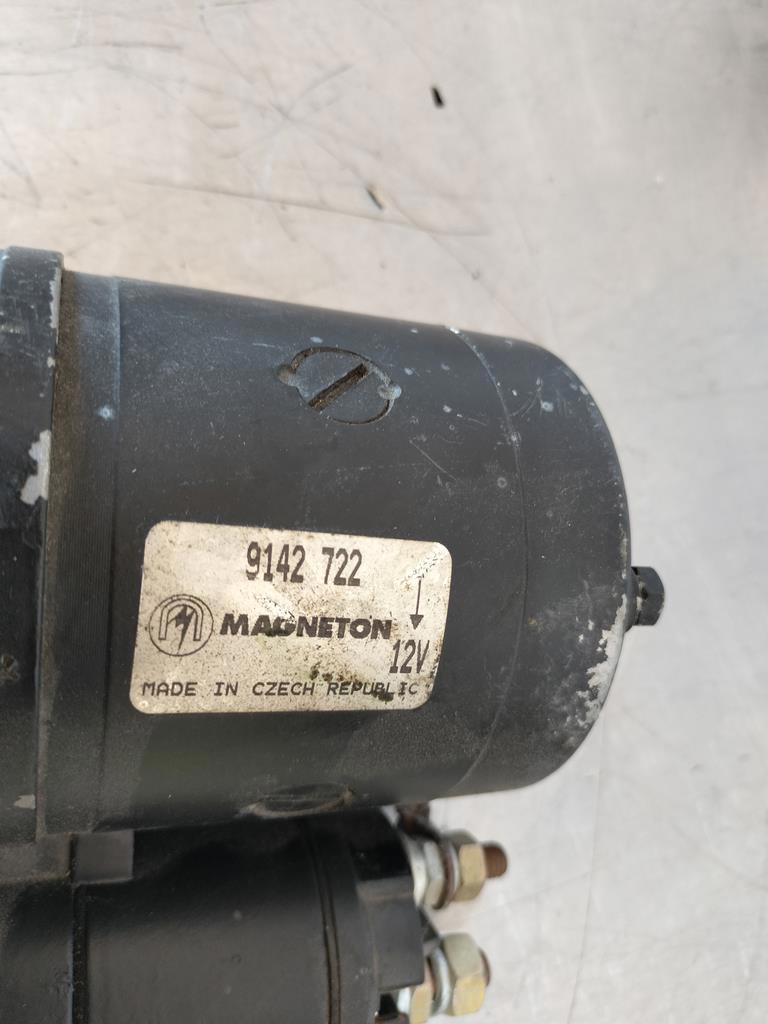 9142 722
MAGNETON
12V
MADE IN CZECH REPUBLIC